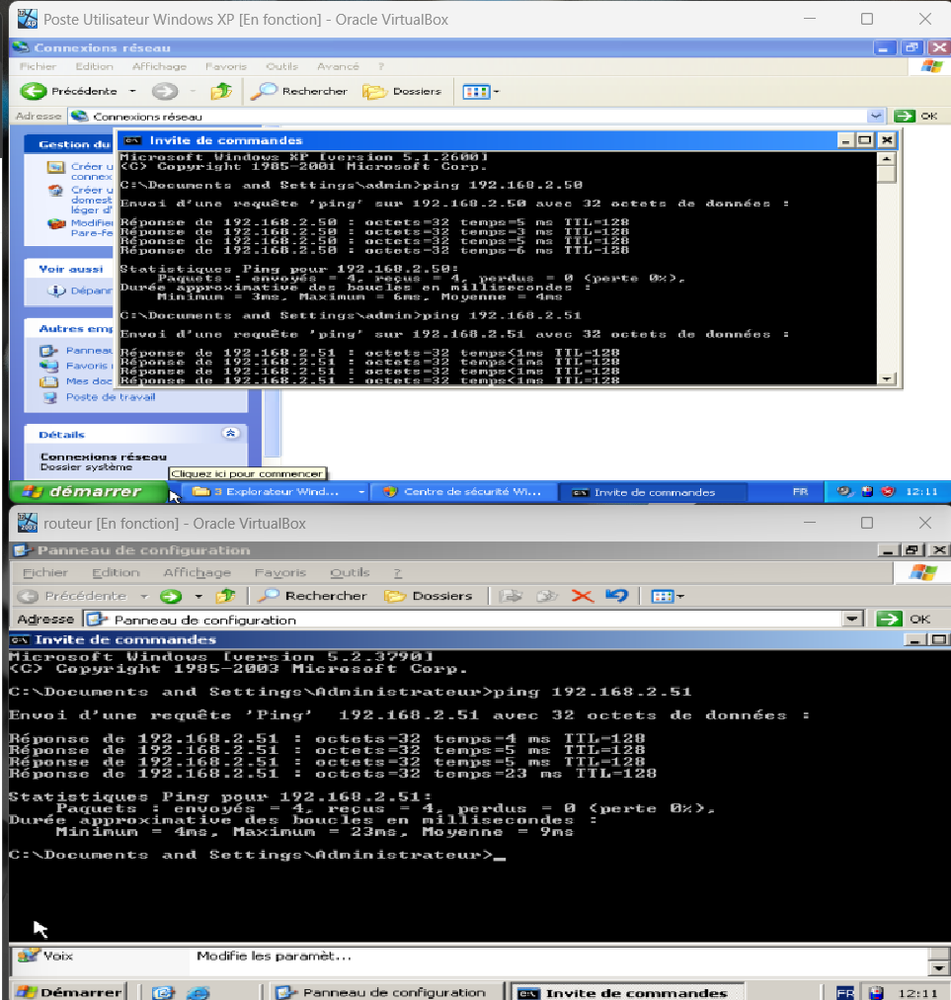 Poste Utilisateur Windows XP [En fonction] - Oracle VirtualBox
Connexions réseau
Fichier Edition Affichage Favoris Outils Avancé ?
Précédente Rechercher Dossiers
Adresse Connexions réseau OK
Gestion du
Créer u
connex
Créer u
domest
léger d'
Modifie
Pare-fe
Voir aussi
Dépann
Autres emp
Panneau
Favoris
Mes doc
Poste de travail
Détails
Connexions réseau
Dossier système
Invite de commandes
Microsoft Windows XP [version 5.1.2600]
(C) Copyright 1985-2001 Microsoft Corp.
C:\Documents and Settings\admin>ping 192.168.2.50
Envoi d'une requête 'ping' sur 192.168.2.50 avec 32 octets de données :
Réponse de 192.168.2.50 : octets=32 temps=5 ms TTL=128
Réponse de 192.168.2.50 : octets=32 temps=3 ms TTL=128
Réponse de 192.168.2.50 : octets=32 temps=5 ms TTL=128
Réponse de 192.168.2.50 : octets=32 temps=6 ms TTL=128
Statistiques Ping pour 192.168.2.50:
Paquets : envoyés = 4, reçus = 4, perdus = 0 (perte 0%),
Durée approximative des boucles en millisecondes :
Minimum = 3ms, Maximum = 6ms, Moyenne = 4ms
C:\Documents and Settings\admin>ping 192.168.2.51
Envoi d'une requête 'ping' sur 192.168.2.51 avec 32 octets de données :
Réponse de 192.168.2.51 : octets=32 temps<1ms TTL=128
Réponse de 192.168.2.51 : octets=32 temps<1ms TTL=128
Réponse de 192.168.2.51 : octets=32 temps<1ms TTL=128
Réponse de 192.168.2.51 : octets=32 temps<1ms TTL=128
Cliquez ici pour commencer
démarrer 3 Explorateur Wind... Centre de sécurité Wi... Invite de commandes FR 12:11
routeur [En fonction] - Oracle VirtualBox
Panneau de configuration
Fichier Edition Affichage Favoris Outils ?
Précédente Rechercher Dossiers
Adresse Panneau de configuration OK
Invite de commandes
Microsoft Windows [version 5.2.3790]
(C) Copyright 1985-2003 Microsoft Corp.
C:\Documents and Settings\Administrateur>ping 192.168.2.51
Envoi d'une requête 'Ping' 192.168.2.51 avec 32 octets de données :
Réponse de 192.168.2.51 : octets=32 temps=4 ms TTL=128
Réponse de 192.168.2.51 : octets=32 temps=5 ms TTL=128
Réponse de 192.168.2.51 : octets=32 temps=5 ms TTL=128
Réponse de 192.168.2.51 : octets=32 temps=23 ms TTL=128
Statistiques Ping pour 192.168.2.51:
Paquets : envoyés = 4, reçus = 4, perdus = 0 (perte 0%),
Durée approximative des boucles en millisecondes :
Minimum = 4ms, Maximum = 23ms, Moyenne = 9ms
C:\Documents and Settings\Administrateur>_
Voix Modifie les paramèt...
Démarrer Panneau de configuration Invite de commandes FR 12:11